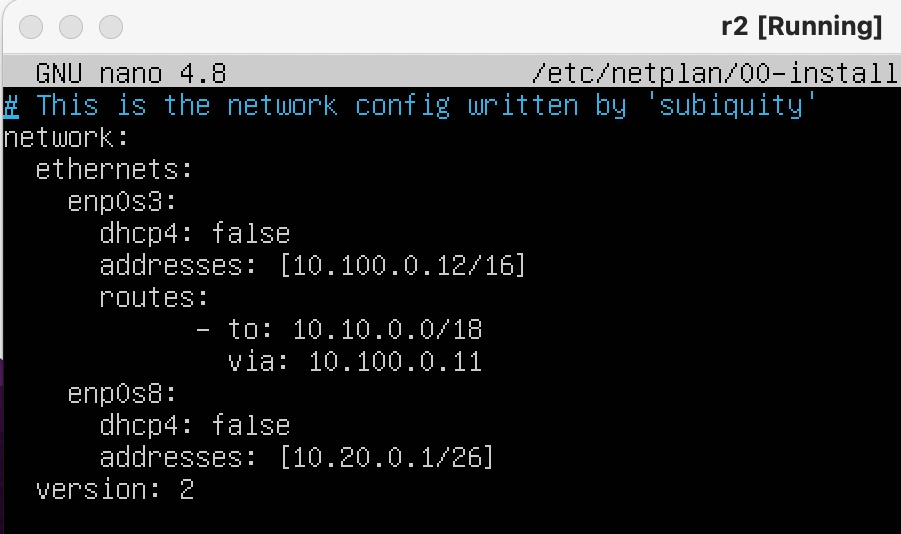 r2 [Running]
GNU nano 4.8 /etc/netplan/00-install
# This is the network config written by 'subiquity'
network:
  ethernets:
    enp0s3:
      dhcp4: false
      addresses: [10.100.0.12/16]
      routes:
            - to: 10.10.0.0/18
              via: 10.100.0.11
    enp0s8:
      dhcp4: false
      addresses: [10.20.0.1/26]
  version: 2